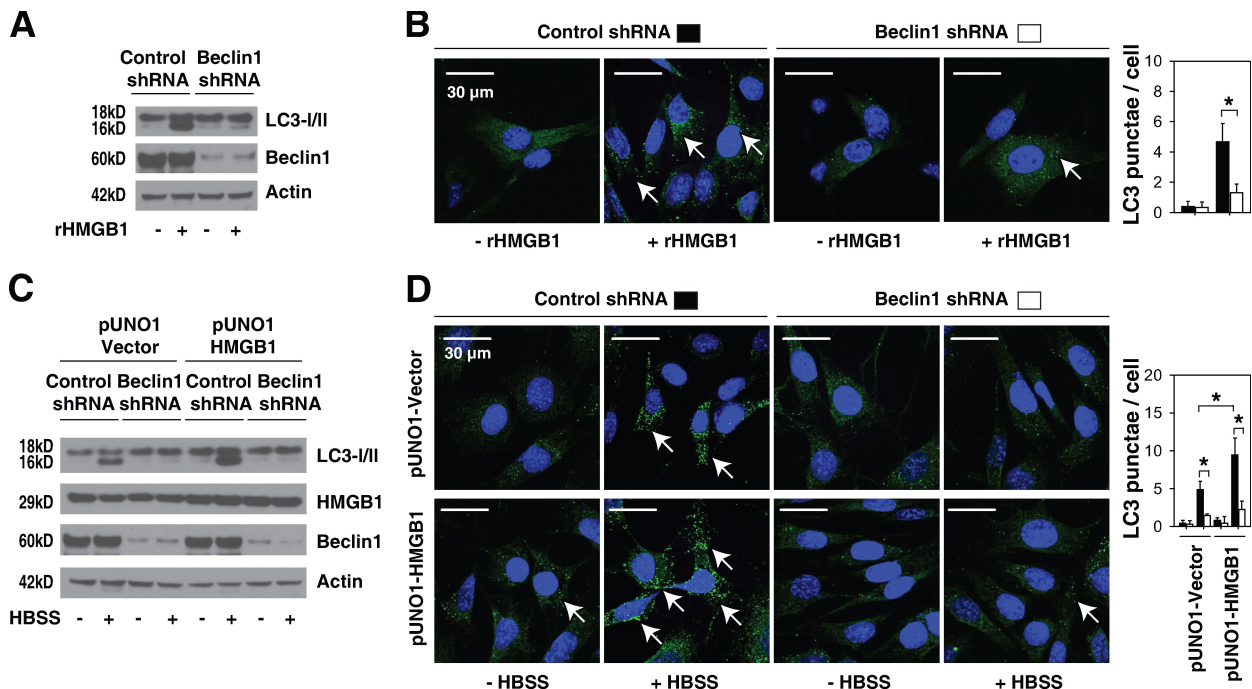 A
Control Beclin1
shRNA shRNA
18kD
16kD
LC3-I/II
60kD
Beclin1
42kD
Actin
rHMGB1 - + - +
B
Control shRNA
Beclin1 shRNA
30 µm
- rHMGB1
+ rHMGB1
- rHMGB1
+ rHMGB1
LC3 punctae / cell
10
8
6
4
2
0
*
C
pUNO1 pUNO1
Vector HMGB1
Control Beclin1 Control Beclin1
shRNA shRNA shRNA shRNA
18kD
16kD
LC3-I/II
29kD
HMGB1
60kD
Beclin1
42kD
Actin
HBSS - + - + - + - +
D
Control shRNA
Beclin1 shRNA
pUNO1-Vector
30 µm
pUNO1-HMGB1
- HBSS
+ HBSS
- HBSS
+ HBSS
LC3 punctae / cell
20
15
10
5
0
*
*
*
pUNO1-Vector
pUNO1-HMGB1